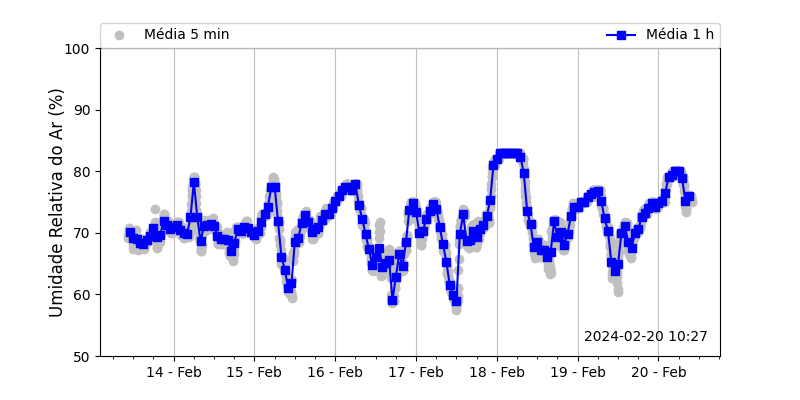 Média 5 min
Média 1 h
Umidade Relativa do Ar (%)
100
90
80
70
60
50
2024-02-20 10:27
14 - Feb
15 - Feb
16 - Feb
17 - Feb
18 - Feb
19 - Feb
20 - Feb